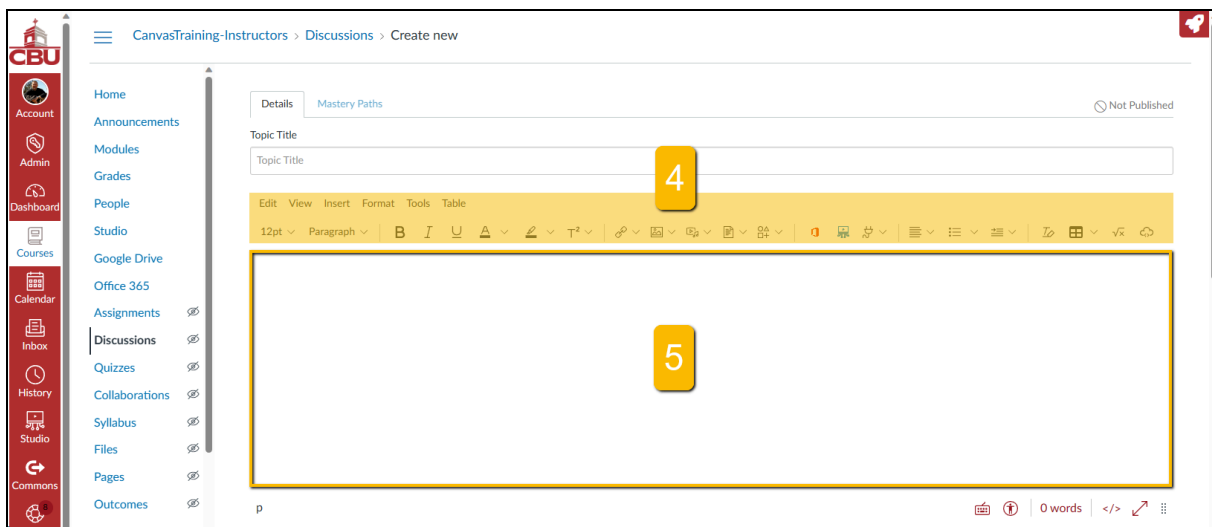 CBU
Account
Admin
Dashboard
Courses
Calendar
Inbox
History
Studio
Commons
8
CanvasTraining-Instructors > Discussions > Create new
Home
Announcements
Modules
Grades
People
Studio
Google Drive
Office 365
Assignments
Discussions
Quizzes
Collaborations
Syllabus
Files
Pages
Outcomes
Details Mastery Paths Not Published
Topic Title
Topic Title
4
Edit View Insert Format Tools Table
12pt Paragraph B I U A T²
5
p 0 words </>